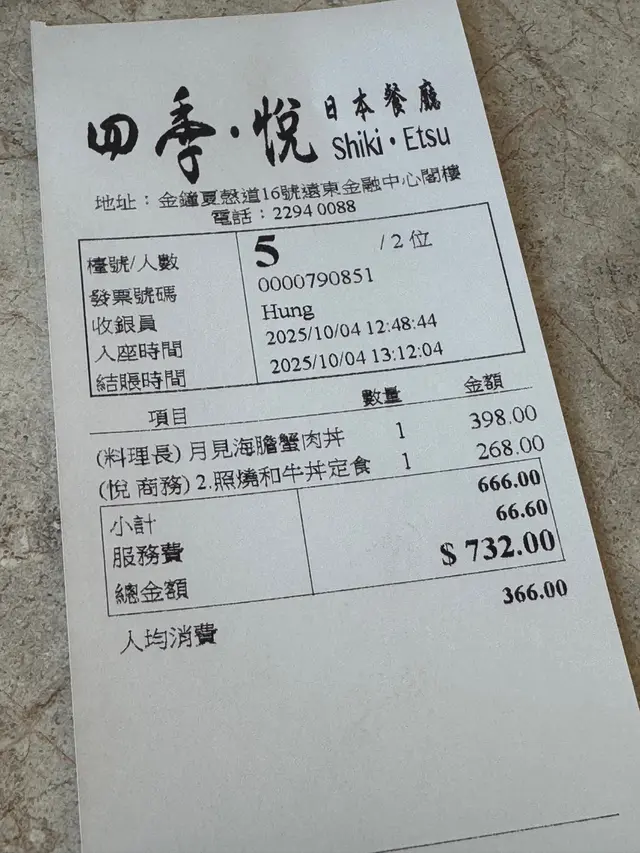 四季·悅 日本餐廳
Shiki·Etsu
地址：金鐘夏慤道16號遠東金融中心閣樓
電話：2294 0088
檯號/人數 5 /2 位
發票號碼 0000790851
收銀員 Hung
入座時間 2025/10/04 12:48:44
結賬時間 2025/10/04 13:12:04
項目 數量 金額
(料理長) 月見海膽蟹肉丼 1 398.00
(悅 商務) 2.照燒和牛丼定食 1 268.00
小計 666.00
服務費 66.60
總金額 $ 732.00
人均消費 366.00